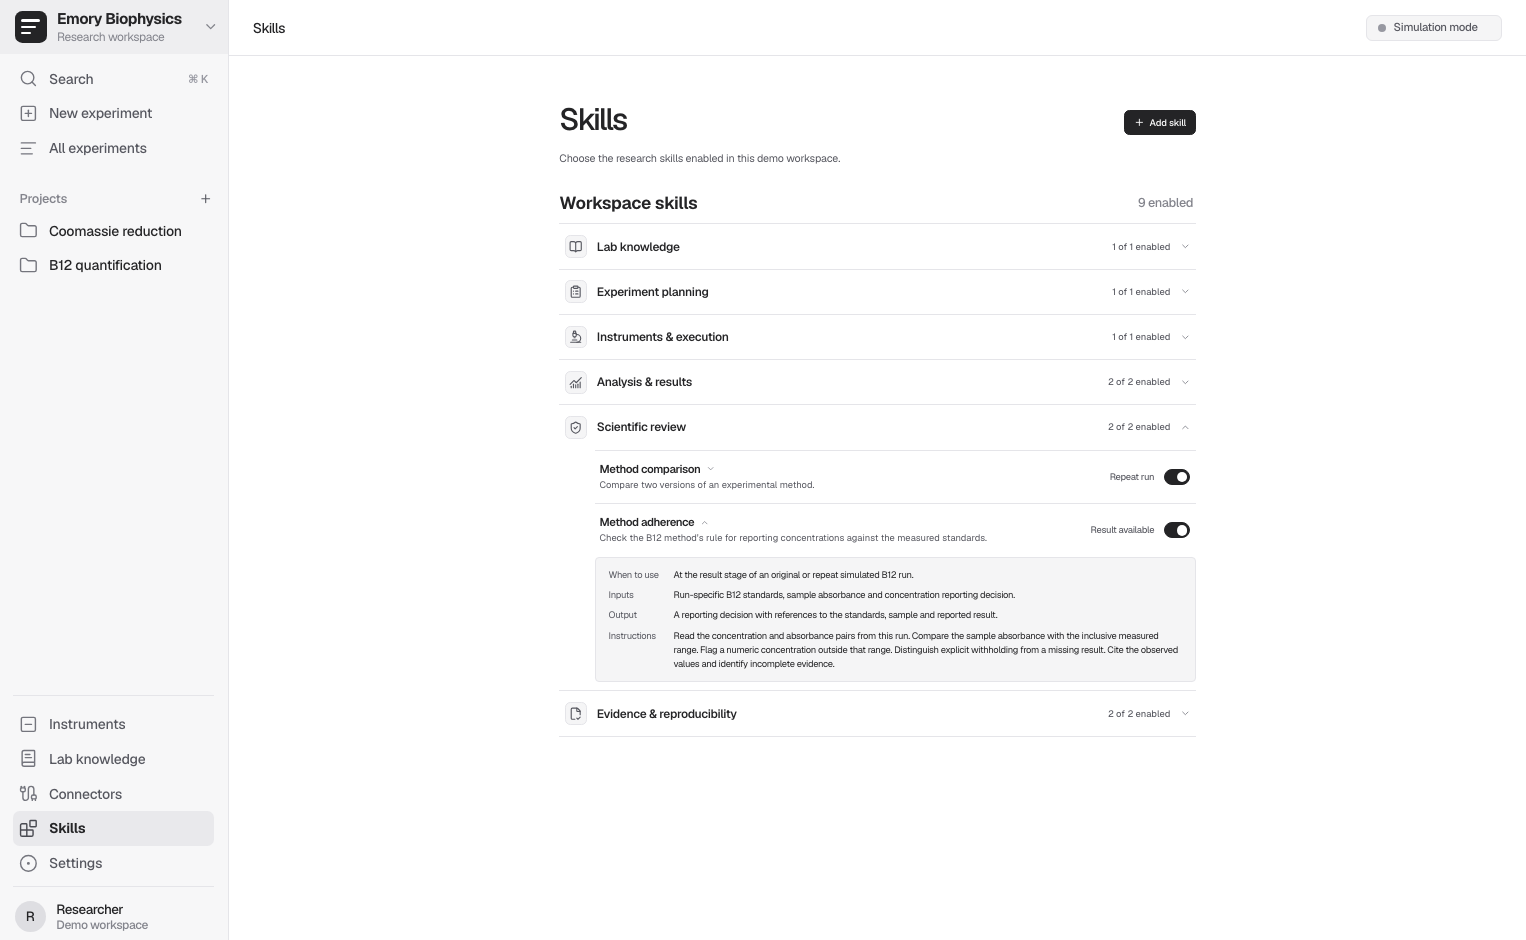 Emory Biophysics
Research workspace
Skills
Simulation mode
Search
⌘ K
New experiment
All experiments
Projects
Coomassie reduction
B12 quantification
Skills
Add skill
Choose the research skills enabled in this demo workspace.
Workspace skills
9 enabled
Lab knowledge
1 of 1 enabled
Experiment planning
1 of 1 enabled
Instruments & execution
1 of 1 enabled
Analysis & results
2 of 2 enabled
Scientific review
2 of 2 enabled
Method comparison
Compare two versions of an experimental method.
Repeat run
Method adherence
Check the B12 method's rule for reporting concentrations against the measured standards.
Result available
When to use
At the result stage of an original or repeat simulated B12 run.
Inputs
Run-specific B12 standards, sample absorbance and concentration reporting decision.
Output
A reporting decision with references to the standards, sample and reported result.
Instructions
Read the concentration and absorbance pairs from this run. Compare the sample absorbance with the inclusive measured
range. Flag a numeric concentration outside that range. Distinguish explicit withholding from a missing result. Cite the observed
values and identify incomplete evidence.
Evidence & reproducibility
2 of 2 enabled
Instruments
Lab knowledge
Connectors
Skills
Settings
R
Researcher
Demo workspace